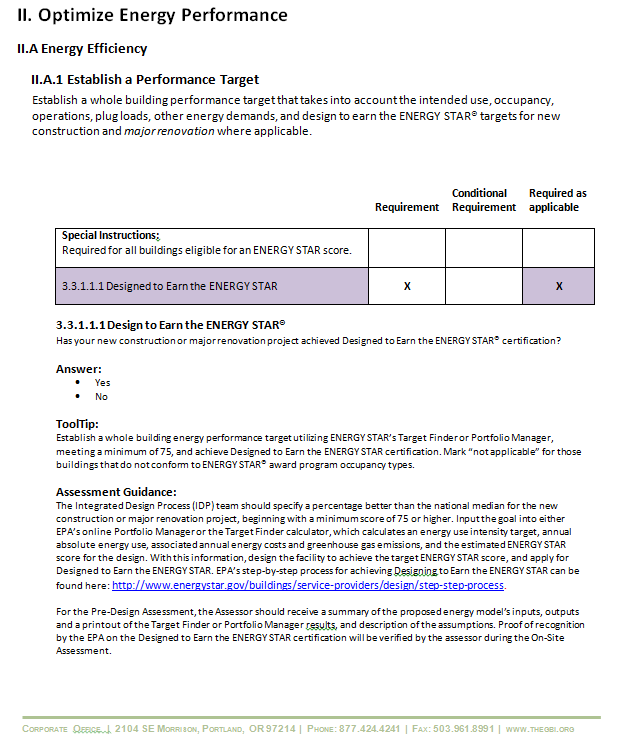 II. Optimize Energy Performance
II.A Energy Efficiency
II.A.1 Establish a Performance Target
Establish a whole building performance target that takes into account the intended use, occupancy,
operations, plug loads, other energy demands, and design to earn the ENERGY STAR® targets for new
construction and major renovation where applicable.
Requirement
Conditional
Requirement
Required as
applicable
Special Instructions:
Required for all buildings eligible for an ENERGY STAR score.
3.3.1.1.1 Designed to Earn the ENERGY STAR
X
X
3.3.1.1.1 Design to Earn the ENERGY STAR®
Has your new construction or major renovation project achieved Designed to Earn the ENERGY STAR® certification?
Answer:
• Yes
• No
ToolTip:
Establish a whole building energy performance target utilizing ENERGY STAR's Target Finder or Portfolio Manager,
meeting a minimum of 75, and achieve Designed to Earn the ENERGY STAR certification. Mark "not applicable" for those
buildings that do not conform to ENERGY STAR® award program occupancy types.
Assessment Guidance:
The Integrated Design Process (IDP) team should specify a percentage better than the national median for the new
construction or major renovation project, beginning with a minimum score of 75 or higher. Input the goal into either
EPA's online Portfolio Manager or the Target Finder calculator, which calculates an energy use intensity target, annual
absolute energy use, associated annual energy costs and greenhouse gas emissions, and the estimated ENERGY STAR
score for the design. With this information, design the facility to achieve the target ENERGY STAR score, and apply for
Designed to Earn the ENERGY STAR. EPA's step-by-step process for achieving Designing to Earn the ENERGY STAR can be
found here: http://www.energystar.gov/buildings/service-providers/design/step-step-process.
For the Pre-Design Assessment, the Assessor should receive a summary of the proposed energy model's inputs, outputs
and a printout of the Target Finder or Portfolio Manager results, and description of the assumptions. Proof of recognition
by the EPA on the Designed to Earn the ENERGY STAR certification will be verified by the assessor during the On-Site
Assessment.
CORPORATE OFFICE | 2104 SE MORRISON, PORTLAND, OR 97214 | PHONE: 877.424.4241 | FAX: 503.961.8991 | WWW.THEGBI.ORG